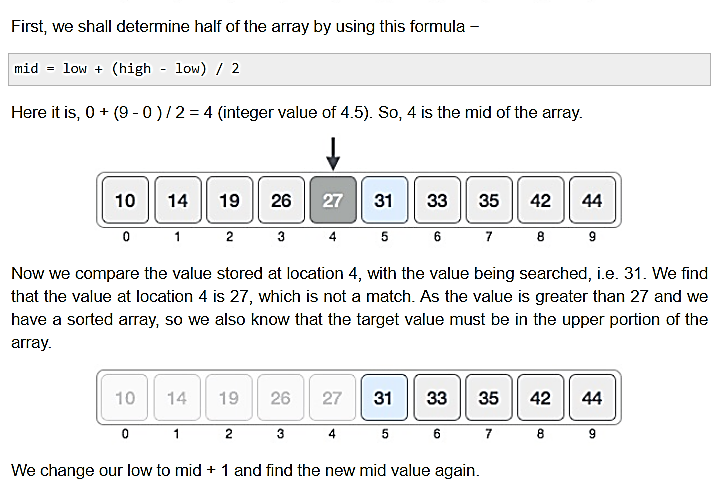 First, we shall determine half of the array by using this formula −
mid = low + (high - low) / 2
Here it is, 0 + (9 - 0 ) / 2 = 4 (integer value of 4.5). So, 4 is the mid of the array.
10 14 19 26 27 31 33 35 42 44
0 1 2 3 4 5 6 7 8 9
Now we compare the value stored at location 4, with the value being searched, i.e. 31. We find
that the value at location 4 is 27, which is not a match. As the value is greater than 27 and we
have a sorted array, so we also know that the target value must be in the upper portion of the
array.
10 14 19 26 27 31 33 35 42 44
0 1 2 3 4 5 6 7 8 9
We change our low to mid + 1 and find the new mid value again.